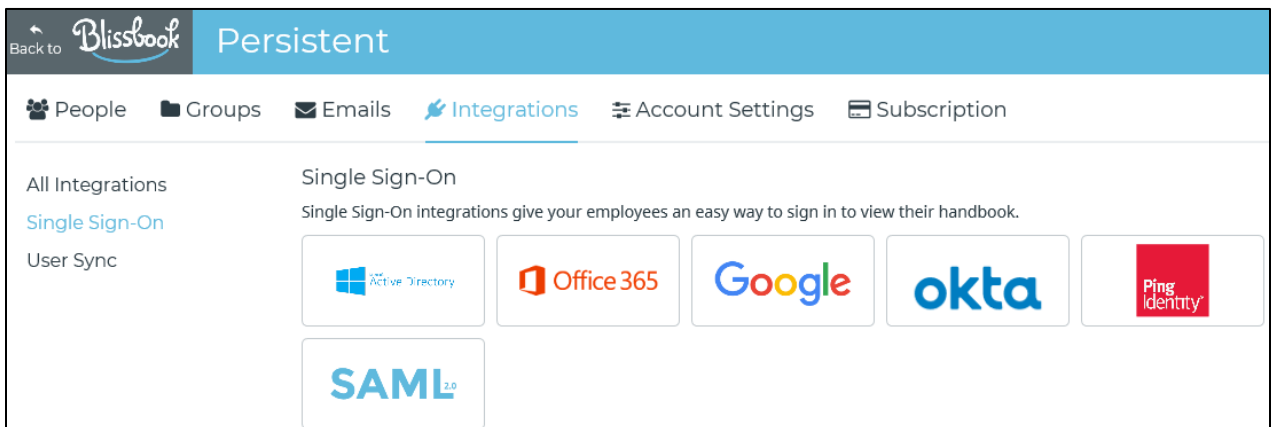 Back to Blissbook Persistent
People Groups Emails Integrations Account Settings Subscription
All Integrations
Single Sign-On
User Sync
Single Sign-On
Single Sign-On integrations give your employees an easy way to sign in to view their handbook.
Active Directory
Office 365
Google
okta
Ping Identity
SAML 2.0